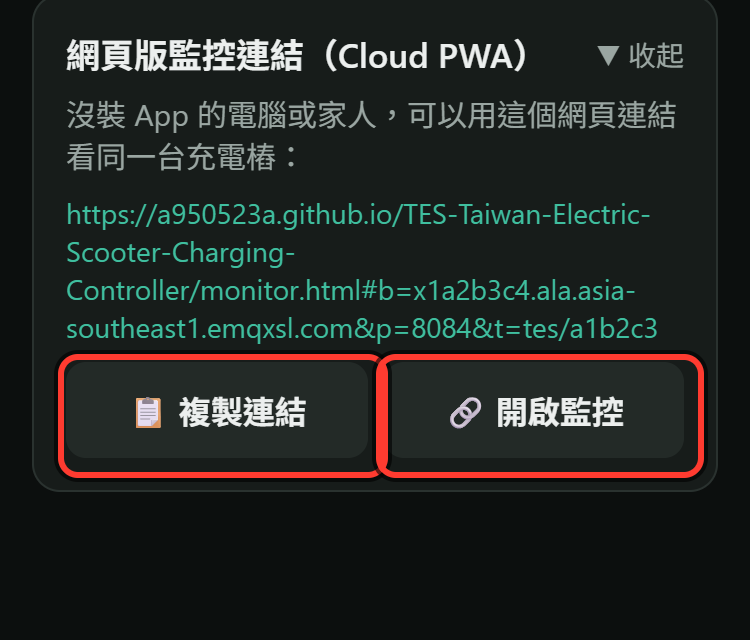 網頁版監控連結（Cloud PWA）
▼ 收起
沒裝 App 的電腦或家人，可以用這個網頁連結
看同一台充電樁：
https://a950523a.github.io/TES-Taiwan-Electric-
Scooter-Charging-
Controller/monitor.html#b=x1a2b3c4.ala.asia-
southeast1.emqxsl.com&p=8084&t=tes/a1b2c3
📋 複製連結
🔗 開啟監控